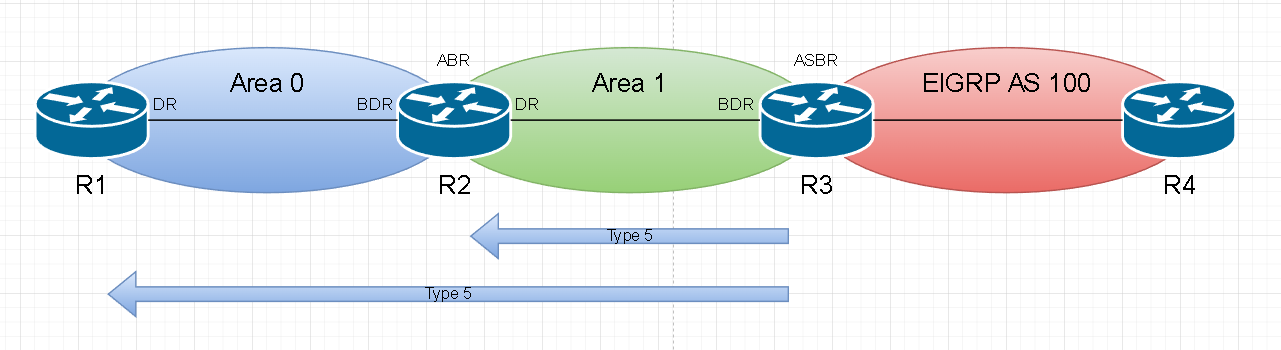 ABR
ASBR
Area 0
Area 1
EIGRP AS 100
DR
BDR
DR
BDR
R1
R2
R3
R4
Type 5
Type 5